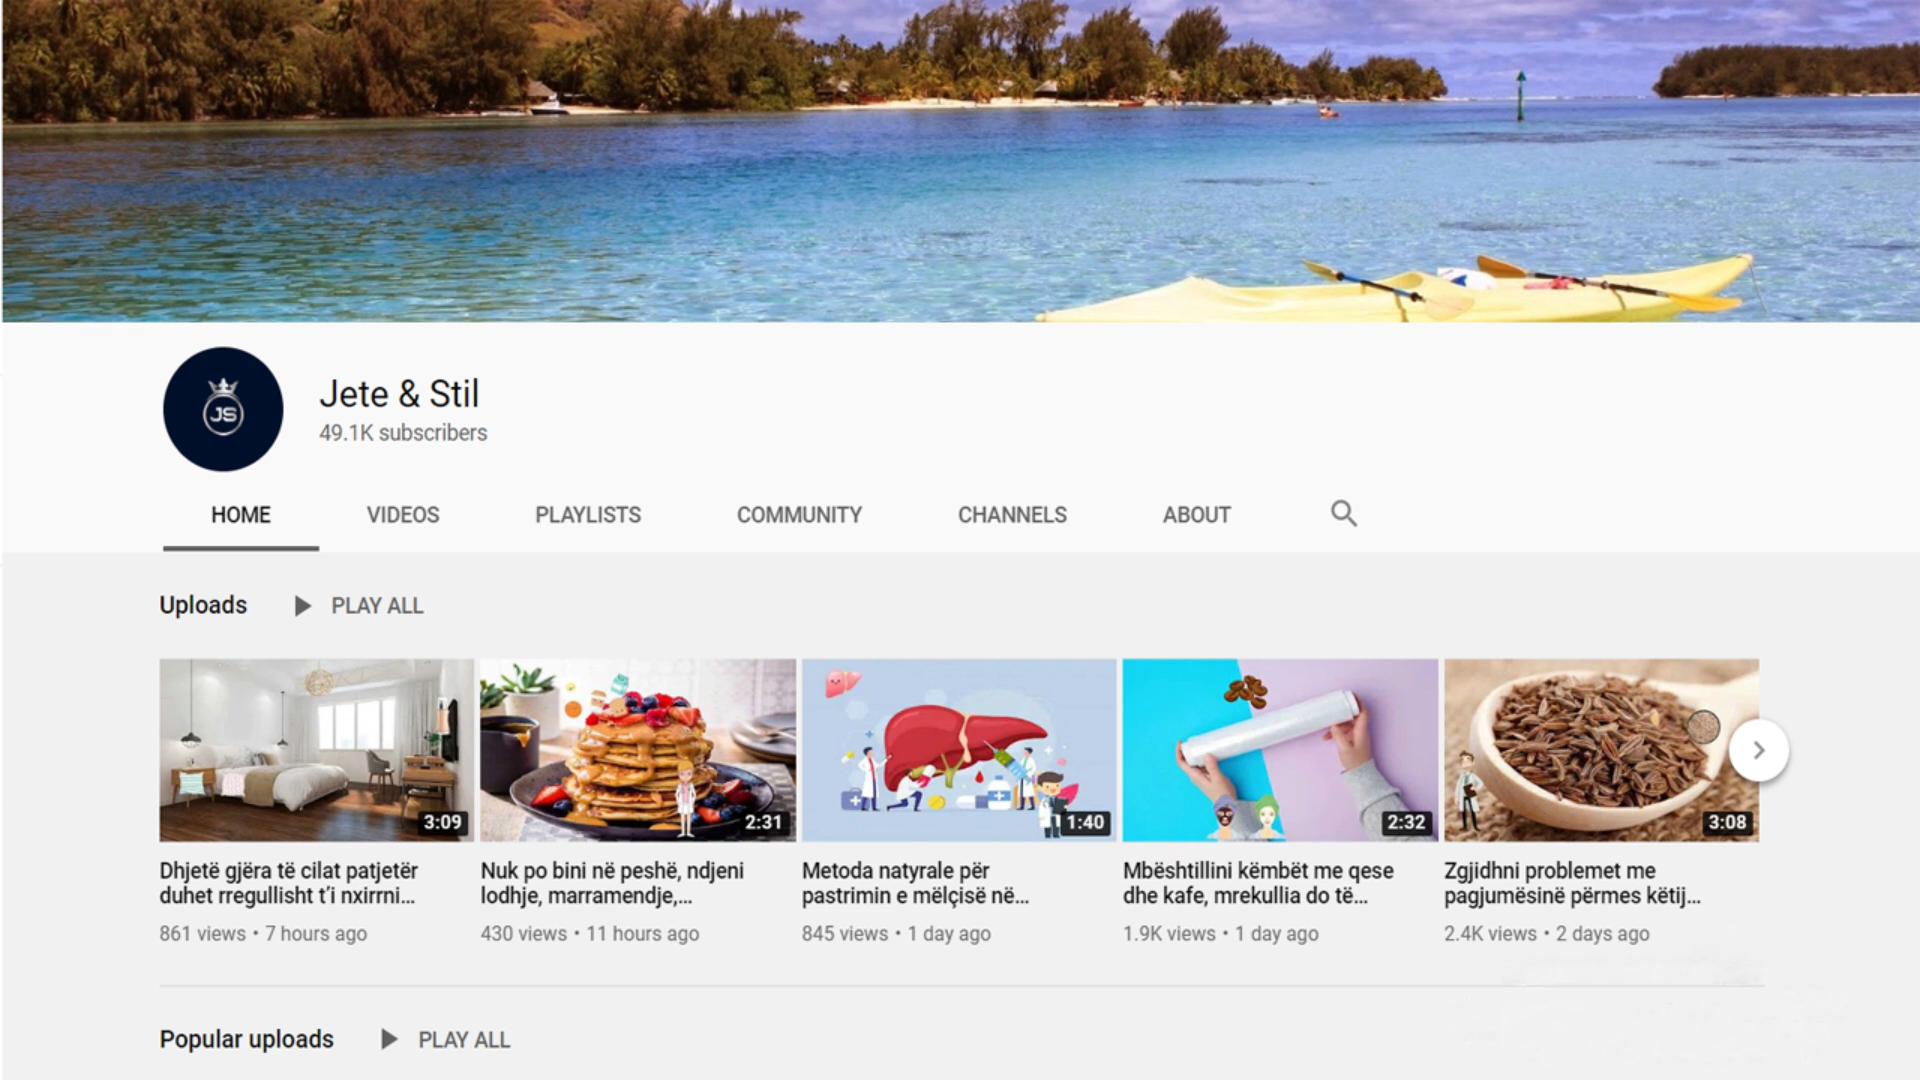 JS
Jete & Stil
49.1K subscribers
HOME VIDEOS PLAYLISTS COMMUNITY CHANNELS ABOUT
Uploads PLAY ALL
3:09 2:31 1:40 2:32 3:08
Dhjetë gjëra të cilat patjetër
duhet rregullisht t'i nxirrni...
861 views • 7 hours ago
Nuk po bini në peshë, ndjeni
lodhje, marramendje,...
430 views • 11 hours ago
Metoda natyrale për
pastrimin e mëlçisë në...
845 views • 1 day ago
Mbështillini këmbët me qese
dhe kafe, mrekullia do të...
1.9K views • 1 day ago
Zgjidhni problemet me
pagjumësinë përmes këtij...
2.4K views • 2 days ago
Popular uploads PLAY ALL